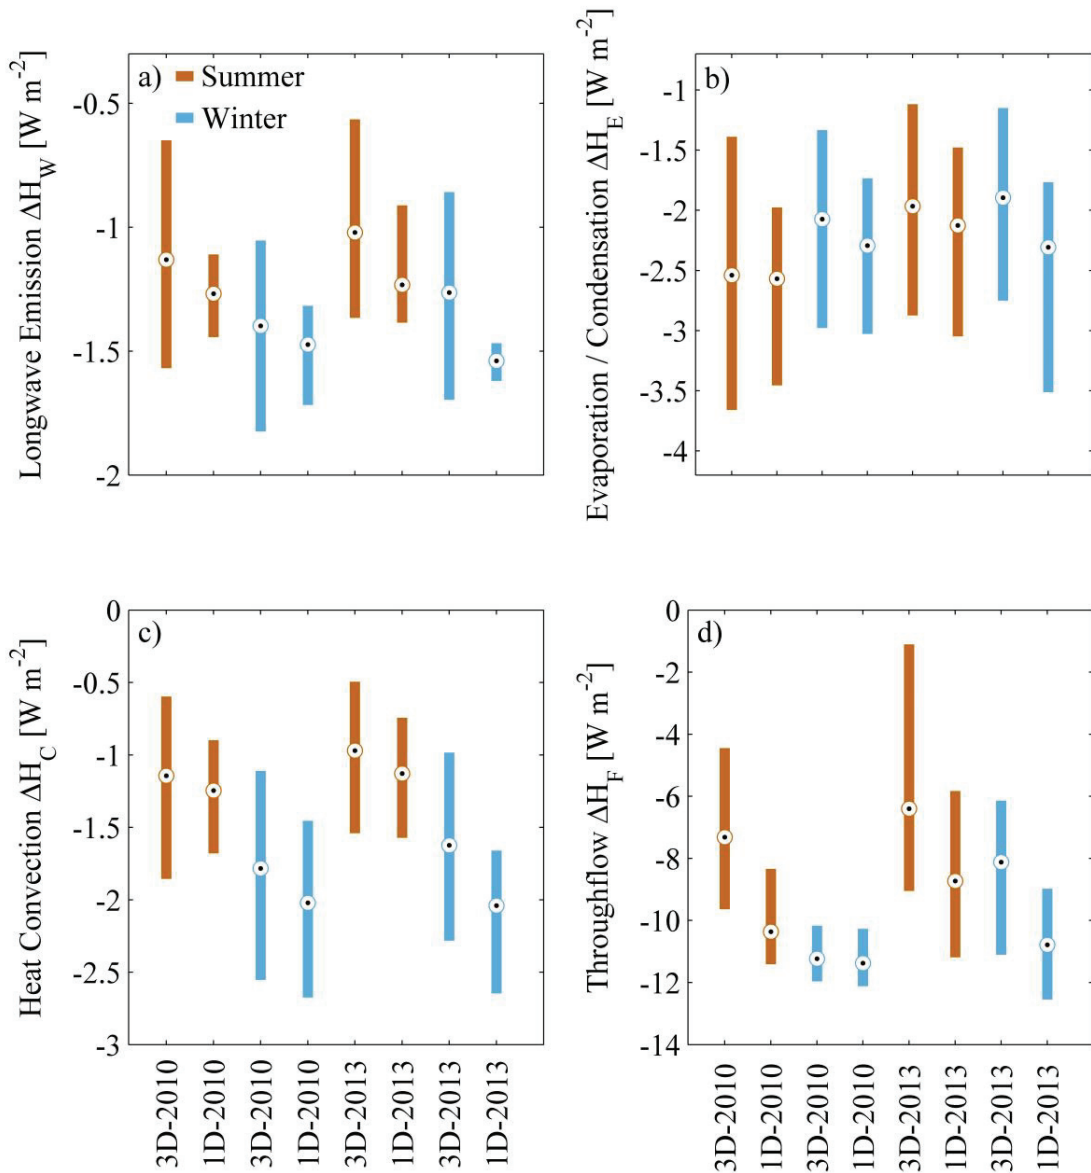 a)
Summer
Winter
Longwave Emission ΔH_W [W m^-2]
-0.5
-1
-1.5
-2
b)
Evaporation / Condensation ΔH_E [W m^-2]
-1
-1.5
-2
-2.5
-3
-3.5
-4
c)
Heat Convection ΔH_C [W m^-2]
0
-0.5
-1
-1.5
-2
-2.5
-3
3D-2010
1D-2010
3D-2010
1D-2010
3D-2013
1D-2013
3D-2013
1D-2013
d)
Throughflow ΔH_F [W m^-2]
0
-2
-4
-6
-8
-10
-12
-14
3D-2010
1D-2010
3D-2010
1D-2010
3D-2013
1D-2013
3D-2013
1D-2013